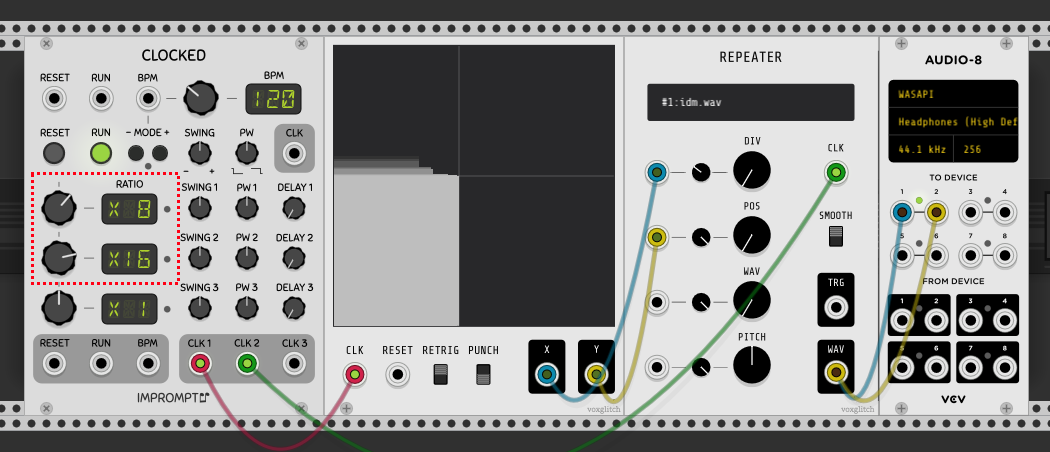 CLOCKED
RESET RUN BPM BPM
120
RESET RUN - MODE + SWING PW CLK
- +
RATIO
X 8 SWING 1 PW 1 DELAY 1
X16 SWING 2 PW 2 DELAY 2
X 1 SWING 3 PW 3 DELAY 3
RESET RUN BPM CLK 1 CLK 2 CLK 3
IMPROMPTU
CLK RESET RETRIG PUNCH X Y
voxglitch
REPEATER
#1:idm.wav
DIV
CLK
POS
SMOOTH
WAV
TRG
PITCH
WAV
voxglitch
AUDIO-8
WASAPI
Headphones (High Def
44.1 kHz 256
TO DEVICE
1 2 3 4
5 6 7 8
FROM DEVICE
1 2 3 4
5 6 7 8
VCV